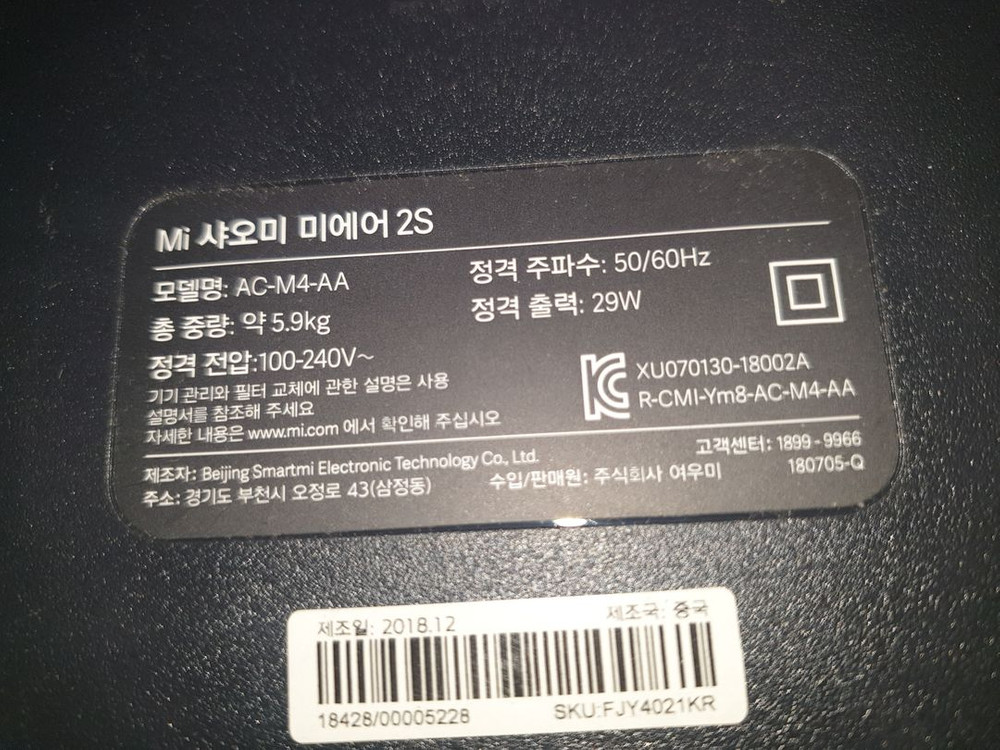 Mi 샤오미 미에어 2S
모델명: AC-M4-AA
총 중량: 약 5.9kg
정격 전압:100-240V~
정격 주파수: 50/60Hz
정격 출력: 29W
기기 관리와 필터 교체에 관한 설명은 사용
설명서를 참조해 주세요
자세한 내용은 www.mi.com 에서 확인해 주십시오
XU070130-18002A
R-CMI-Ym8-AC-M4-AA
제조자: Beijing Smartmi Electronic Technology Co., Ltd.
고객센터: 1899-9966
주소: 경기도 부천시 오정로 43(삼정동)
수입/판매원: 주식회사 여우미
180705-Q
제조일: 2018.12
제조국: 중국
18428/00005228
SKU:FJY4021KR